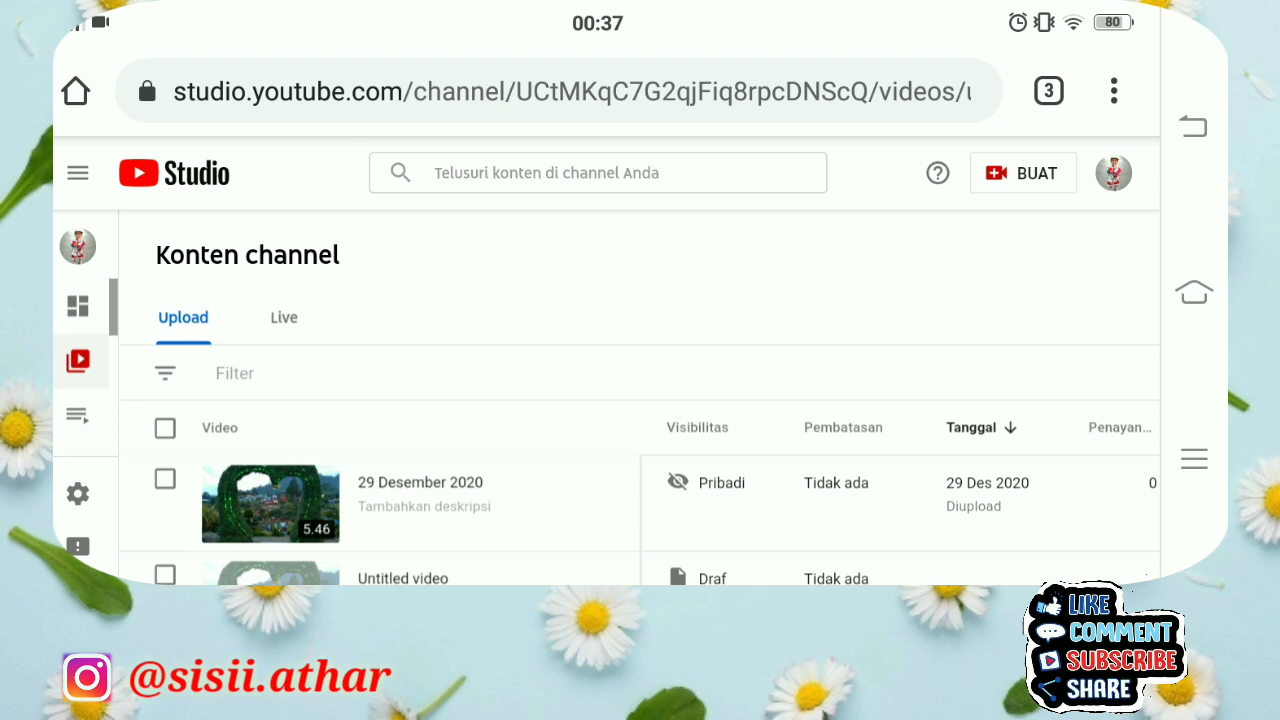 00:37
80
studio.youtube.com/channel/UCtMKqC7G2qjFiq8rpcDNScQ/videos/u
3
Studio
Telusuri konten di channel Anda
BUAT
Konten channel
Upload
Live
Filter
Video
Visibilitas
Pembatasan
Tanggal
Penayan...
5.46
29 Desember 2020
Tambahkan deskripsi
Pribadi
Tidak ada
29 Des 2020
Diupload
0
Untitled video
Draf
Tidak ada
@sisii.athar
LIKE
COMMENT
SUBSCRIBE
SHARE